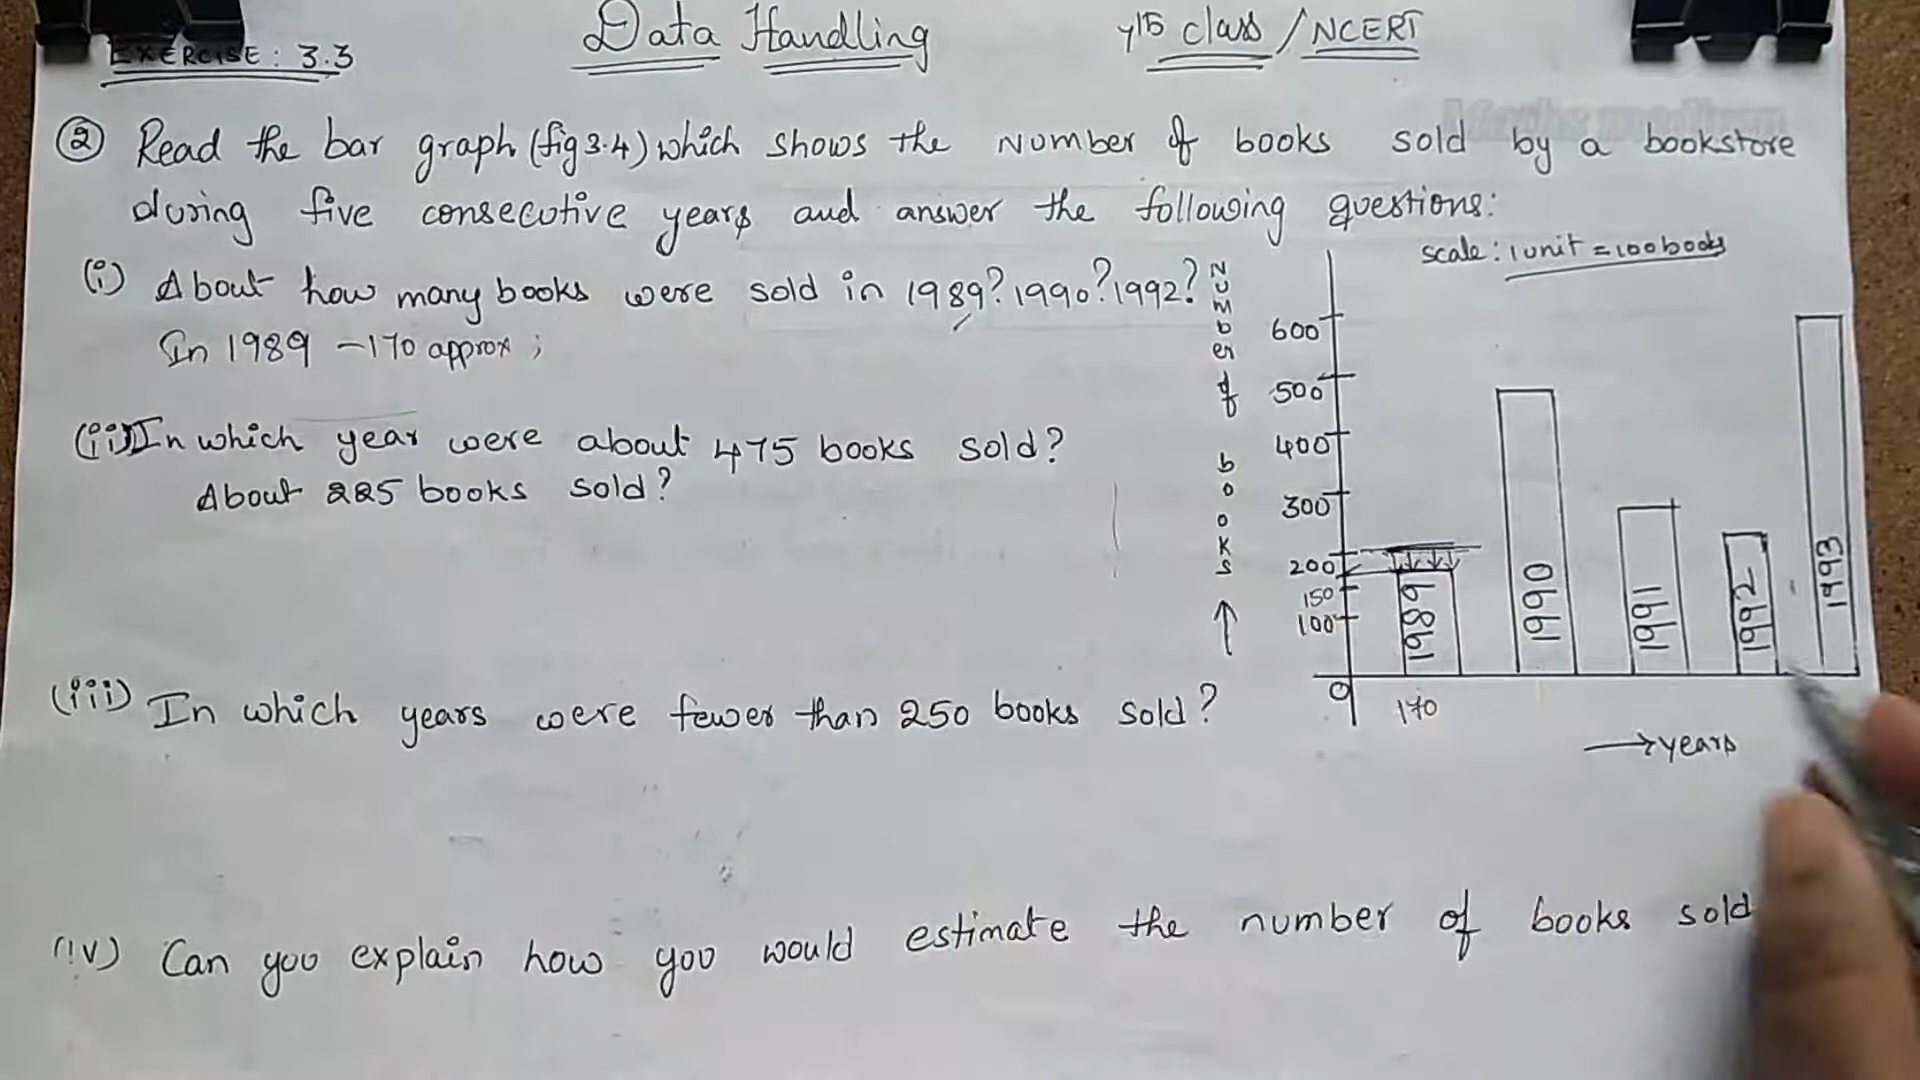 EXERCISE : 3.3
Data Handling
7th class / NCERT
② Read the bar graph (fig 3.4) which shows the Number of books sold by a bookstore
during five consecutive years and answer the following questions:
(i) About how many books were sold in 1989? 1990? 1992?
In 1989 - 170 approx ;
(ii) In which year were about 475 books sold?
About 225 books sold?
(iii) In which years were fewer than 250 books sold?
(iv) Can you explain how you would estimate the number of books sold
scale : 1 unit = 100 books
Number of books
600
500
400
300
200
150
100
0
1989
1990
1991
1992
1993
170
→ years